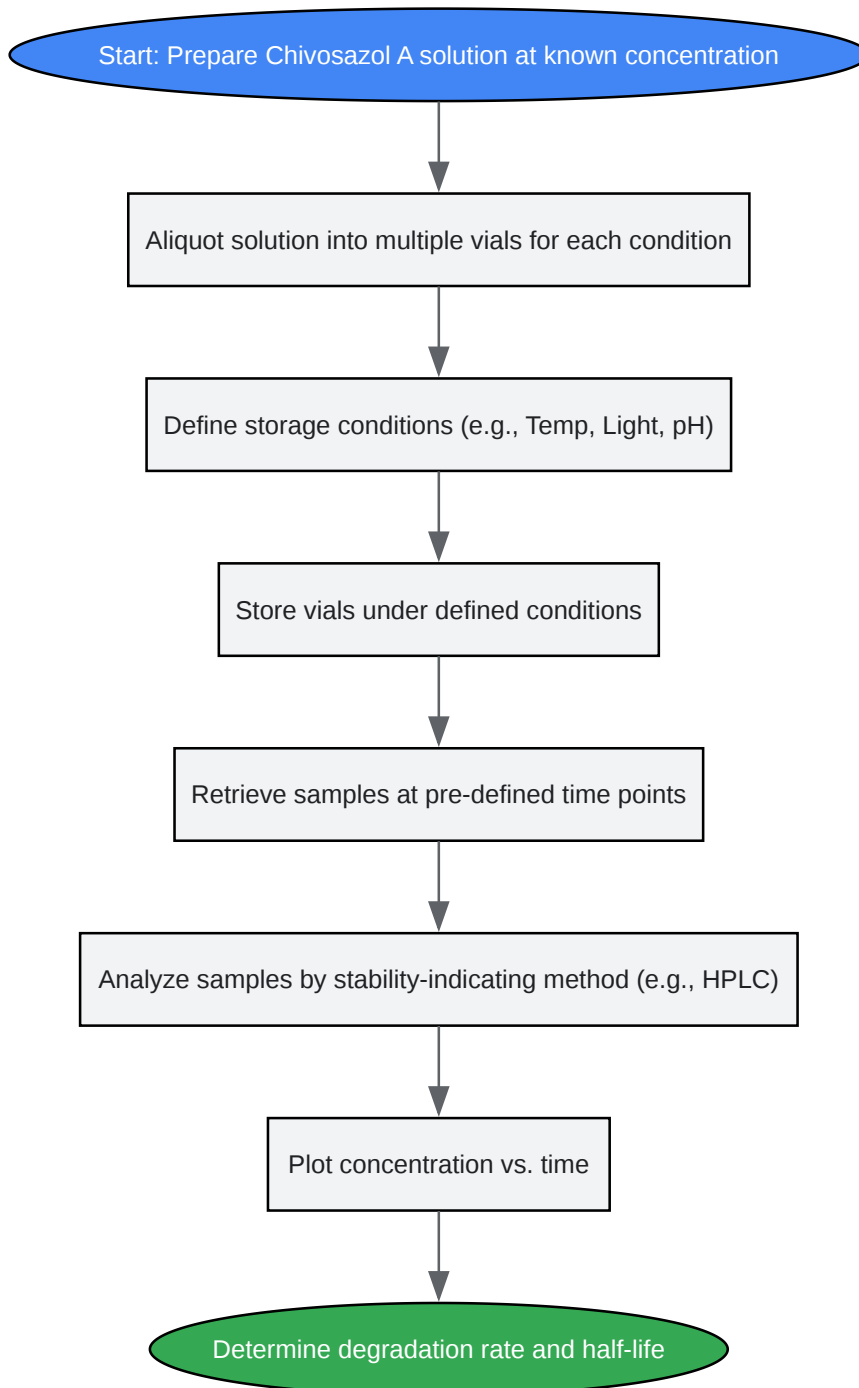 Start: Prepare Chivosazol A solution at known concentration
Aliquot solution into multiple vials for each condition
Define storage conditions (e.g., Temp, Light, pH)
Store vials under defined conditions
Retrieve samples at pre-defined time points
Analyze samples by stability-indicating method (e.g., HPLC)
Plot concentration vs. time
Determine degradation rate and half-life